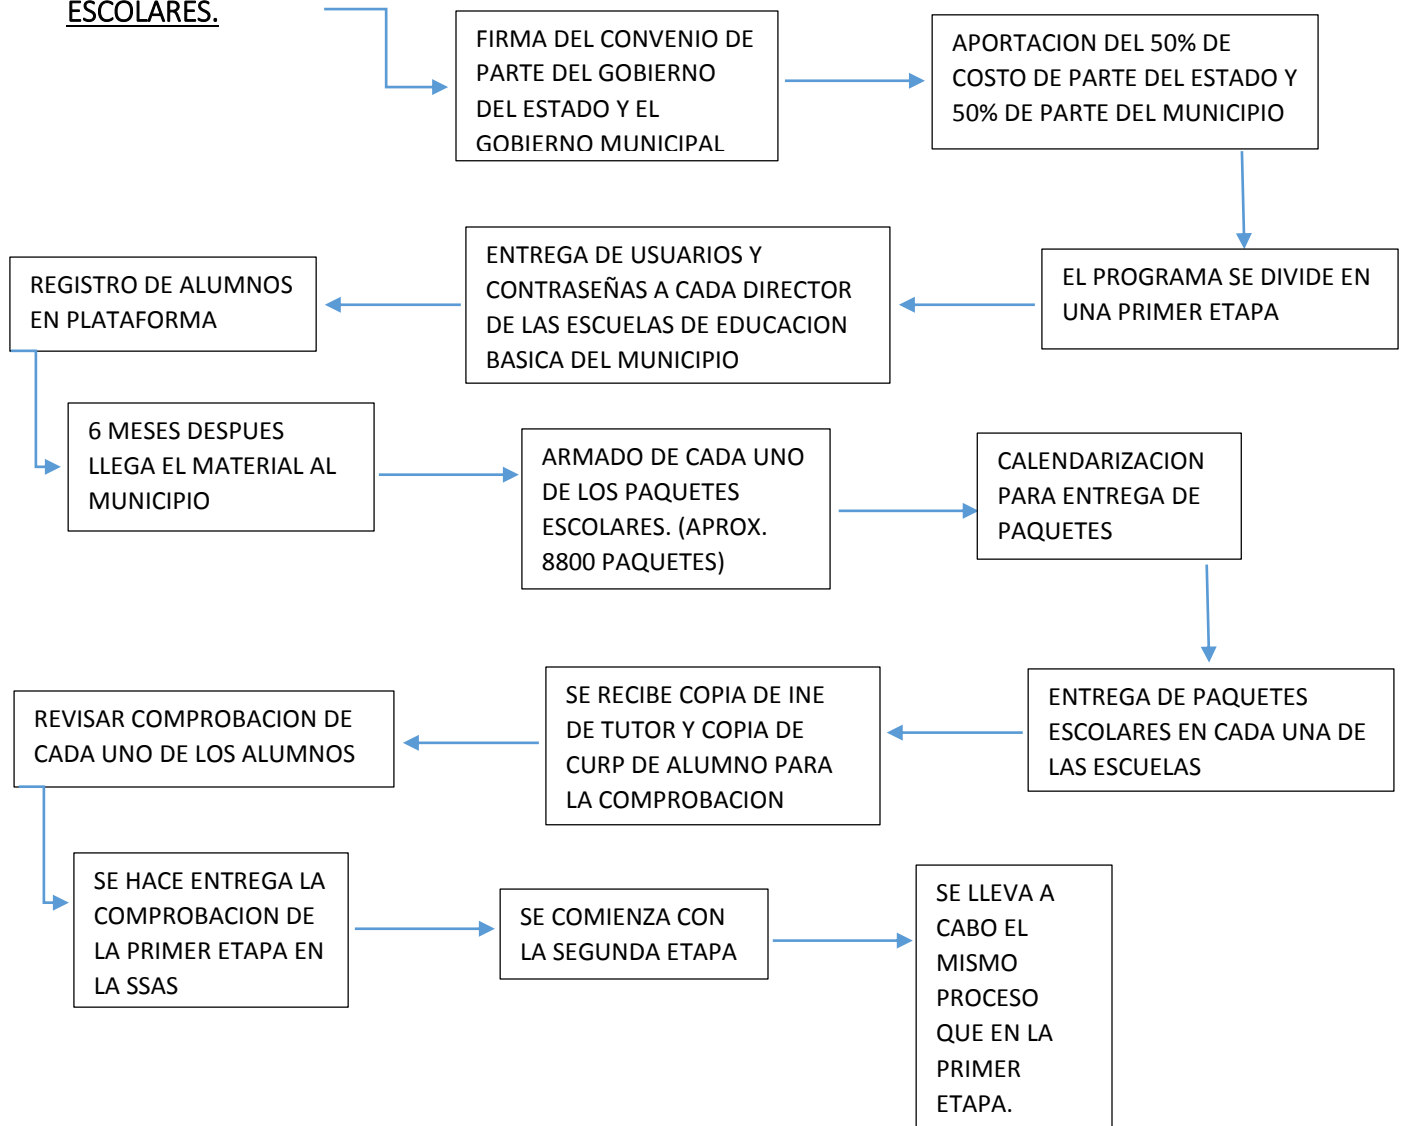 ESCOLARES.
FIRMA DEL CONVENIO DE
PARTE DEL GOBIERNO
DEL ESTADO Y EL
GOBIERNO MUNICIPAL
APORTACION DEL 50% DE
COSTO DE PARTE DEL ESTADO Y
50% DE PARTE DEL MUNICIPIO
EL PROGRAMA SE DIVIDE EN
UNA PRIMER ETAPA
ENTREGA DE USUARIOS Y
CONTRASEÑAS A CADA DIRECTOR
DE LAS ESCUELAS DE EDUCACION
BASICA DEL MUNICIPIO
REGISTRO DE ALUMNOS
EN PLATAFORMA
6 MESES DESPUES
LLEGA EL MATERIAL AL
MUNICIPIO
ARMADO DE CADA UNO
DE LOS PAQUETES
ESCOLARES. (APROX.
8800 PAQUETES)
CALENDARIZACION
PARA ENTREGA DE
PAQUETES
ENTREGA DE PAQUETES
ESCOLARES EN CADA UNA DE
LAS ESCUELAS
SE RECIBE COPIA DE INE
DE TUTOR Y COPIA DE
CURP DE ALUMNO PARA
LA COMPROBACION
REVISAR COMPROBACION DE
CADA UNO DE LOS ALUMNOS
SE HACE ENTREGA LA
COMPROBACION DE
LA PRIMER ETAPA EN
LA SSAS
SE COMIENZA CON
LA SEGUNDA ETAPA
SE LLEVA A
CABO EL
MISMO
PROCESO
QUE EN LA
PRIMER
ETAPA.